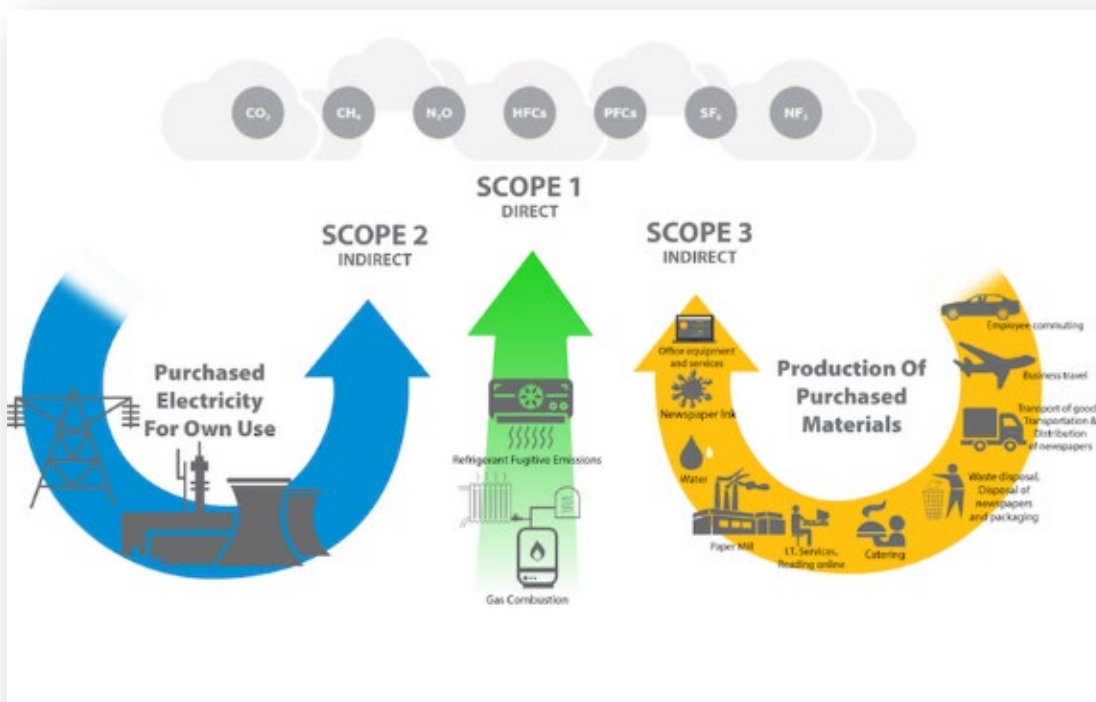 CO₂ CH₄ N₂O HFCs PFCs SF₆ NF₃
SCOPE 1
DIRECT
SCOPE 2
INDIRECT
SCOPE 3
INDIRECT
Purchased
Electricity
For Own Use
Refrigerant Fugitive Emissions
Gas Combustion
Office equipment
and services
Newspaper Ink
Water
Paper Mill
I.T. Services,
Reading online
Catering
Production Of
Purchased
Materials
Employee commuting
Business travel
Transport of good
Transportation &
Distribution
of newspapers
Waste disposal,
Disposal of
newspapers
and packaging